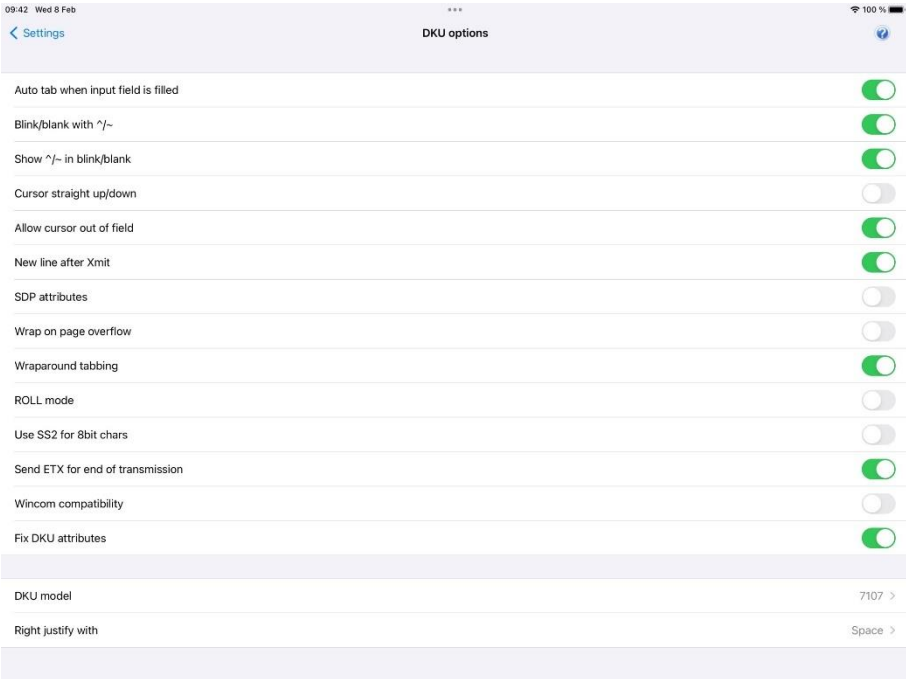 09:42 Wed 8 Feb 100 %
Settings DKU options ?
Auto tab when input field is filled
Blink/blank with ^/~
Show ^/~ in blink/blank
Cursor straight up/down
Allow cursor out of field
New line after Xmit
SDP attributes
Wrap on page overflow
Wraparound tabbing
ROLL mode
Use SS2 for 8bit chars
Send ETX for end of transmission
Wincom compatibility
Fix DKU attributes
DKU model 7107
Right justify with Space